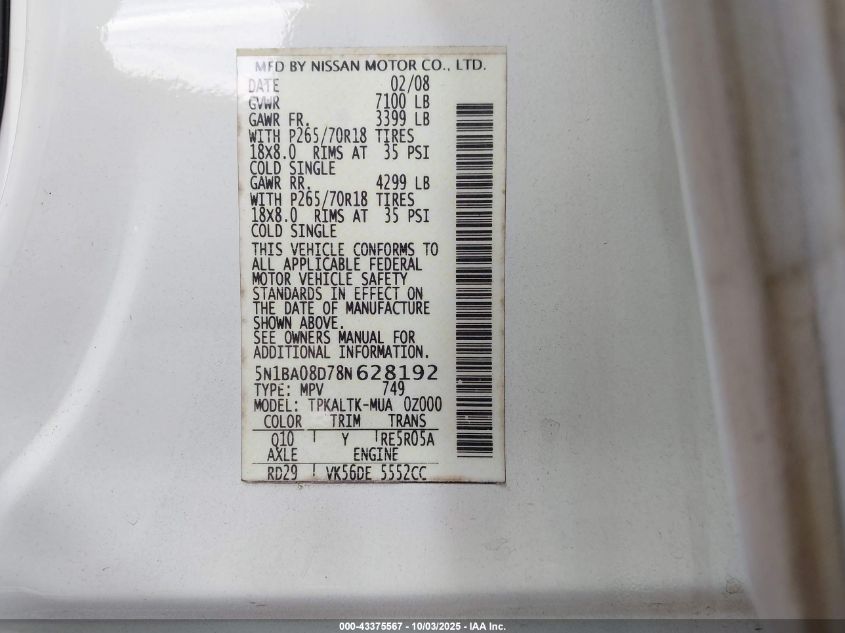 MFD BY NISSAN MOTOR CO., LTD.
DATE 02/08
GVWR 7100 LB
GAWR FR. 3399 LB
WITH P265/70R18 TIRES
18X8.0 RIMS AT 35 PSI
COLD SINGLE
GAWR RR. 4299 LB
WITH P265/70R18 TIRES
18X8.0 RIMS AT 35 PSI
COLD SINGLE
THIS VEHICLE CONFORMS TO
ALL APPLICABLE FEDERAL
MOTOR VEHICLE SAFETY
STANDARDS IN EFFECT ON
THE DATE OF MANUFACTURE
SHOWN ABOVE.
SEE OWNERS MANUAL FOR
ADDITIONAL INFORMATION.
5N1BA08D78N628192
TYPE: MPV 749
MODEL: TPKALTK-MUA 0Z000
COLOR TRIM TRANS
Q10 Y RE5R05A
AXLE ENGINE
RD29 VK56DE 5552CC
000-43375567 - 10/03/2025 - IAA Inc.